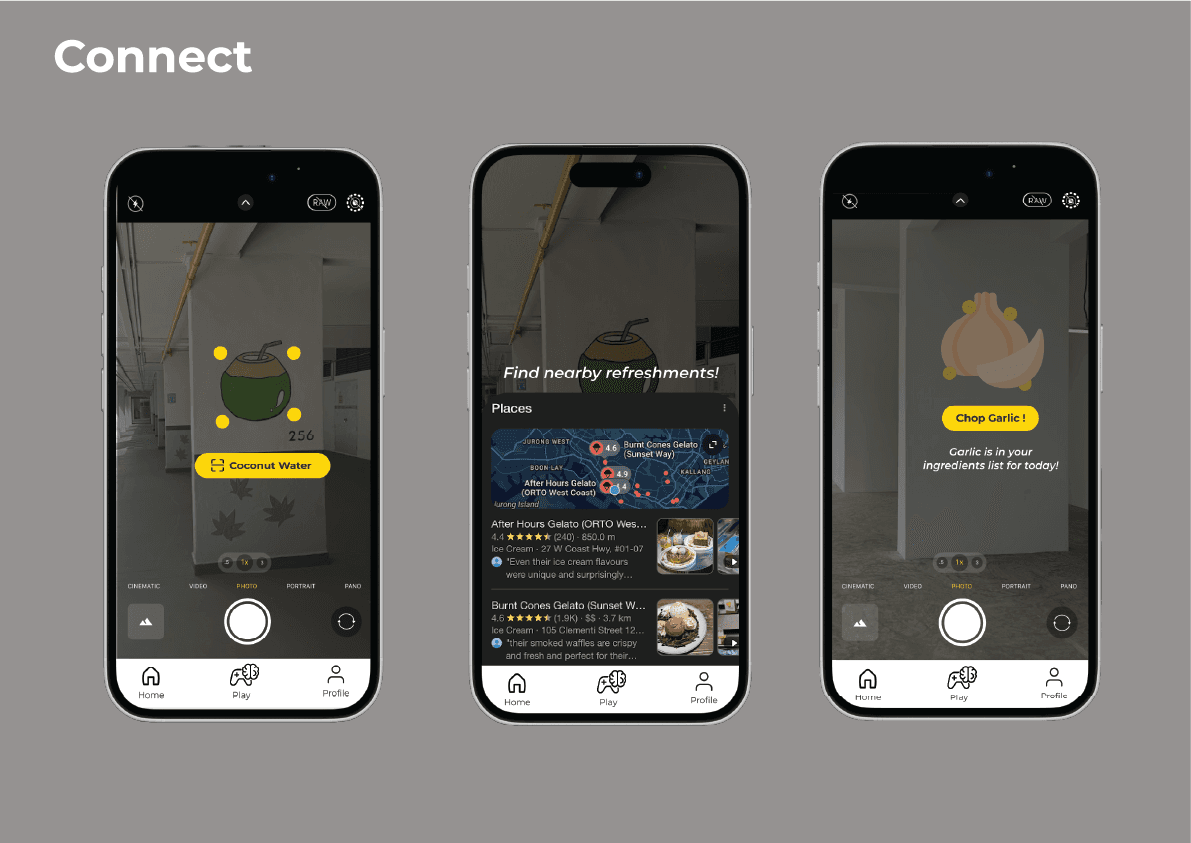 Connect
RAW
256
Coconut Water
.5 1x 3
CINEMATIC VIDEO PHOTO PORTRAIT PANO
Home Play Profile
Find nearby refreshments!
Places
JURONG WEST
4.6 Burnt Cones Gelato
(Sunset Way)
GEYLAN
BOON LAY
4.9
KALLANG
After Hours Gelato
(ORTO West Coast)
4.4
Jurong Island
After Hours Gelato (ORTO Wes...
4.4 (240) · 850.0 m
Ice Cream · 27 W Coast Hwy, #01-07
"Even their ice cream flavours
were unique and surprisingly...
Burnt Cones Gelato (Sunset W...
4.6 (1.9K) · $$ · 3.7 km
Ice Cream · 105 Clementi Street 12...
"their smoked waffles are crispy
and fresh and perfect for their...
Home Play Profile
RAW
Chop Garlic !
Garlic is in your
ingredients list for today!
.5 1x 3
CINEMATIC VIDEO PHOTO PORTRAIT PANO
Home Play Profile